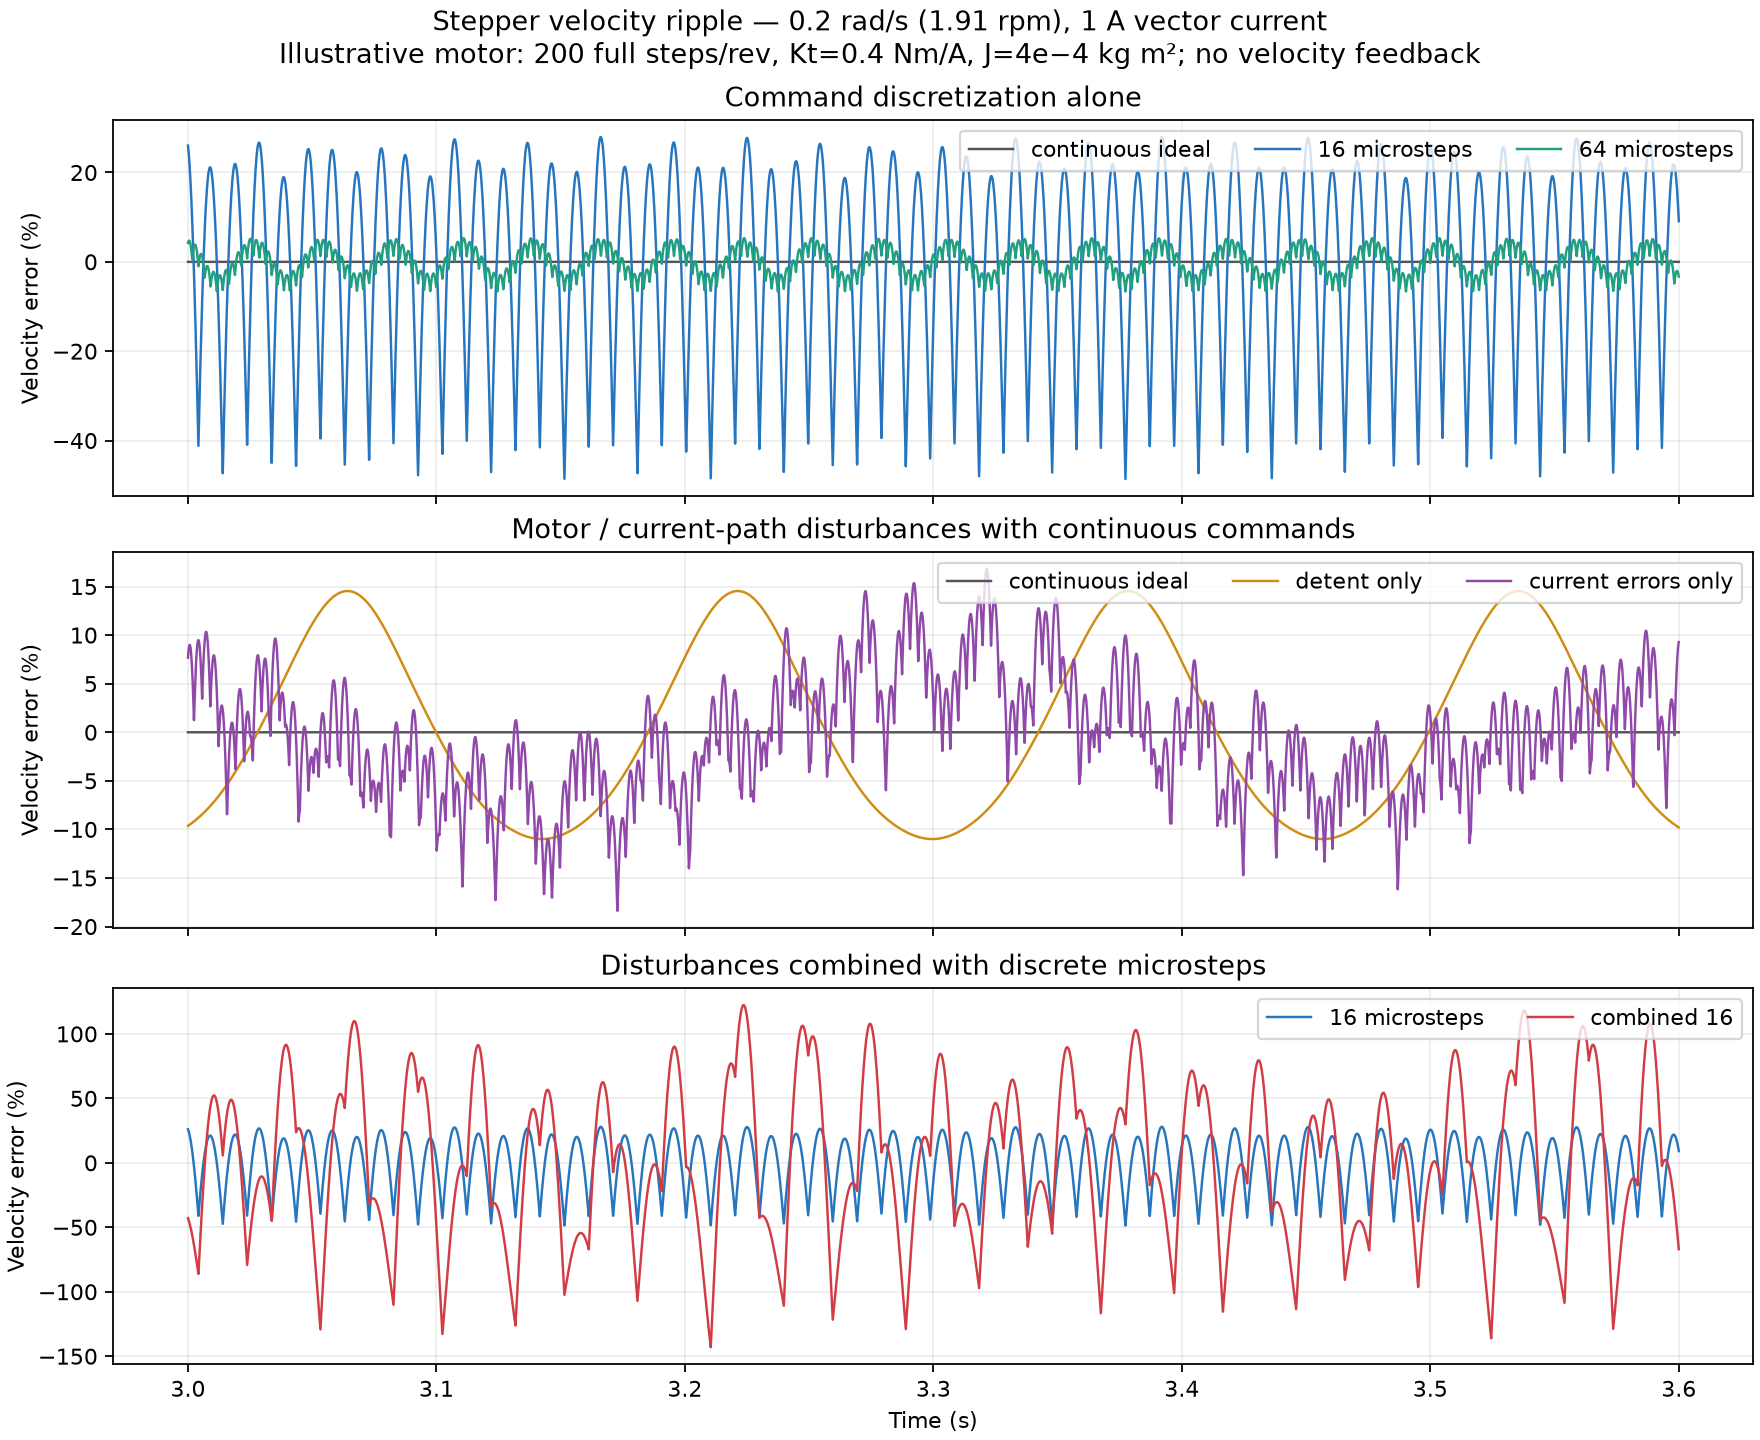 Stepper velocity ripple — 0.2 rad/s (1.91 rpm), 1 A vector current
Illustrative motor: 200 full steps/rev, Kt=0.4 Nm/A, J=4e−4 kg m²; no velocity feedback
Command discretization alone
continuous ideal
16 microsteps
64 microsteps
Velocity error (%)
20
0
−20
−40
Motor / current-path disturbances with continuous commands
continuous ideal
detent only
current errors only
Velocity error (%)
15
10
5
0
−5
−10
−15
−20
Disturbances combined with discrete microsteps
16 microsteps
combined 16
Velocity error (%)
100
50
0
−50
−100
−150
3.0
3.1
3.2
3.3
3.4
3.5
3.6
Time (s)